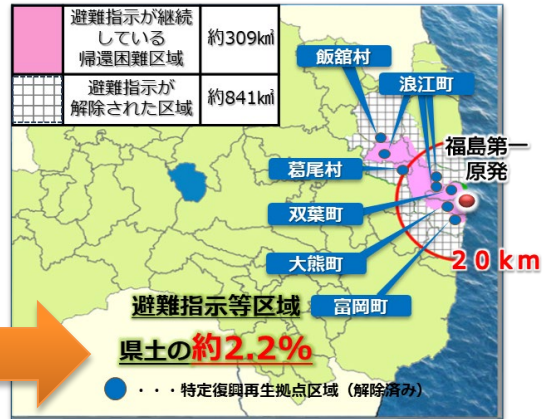 避難指示が継続
している
帰還困難区域
約309㎢
避難指示が
解除された区域
約841㎢
飯舘村
浪江町
福島第一
原発
葛尾村
双葉町
大熊町
20km
富岡町
避難指示等区域
県土の約2.2%
・・・特定復興再生拠点区域（解除済み）